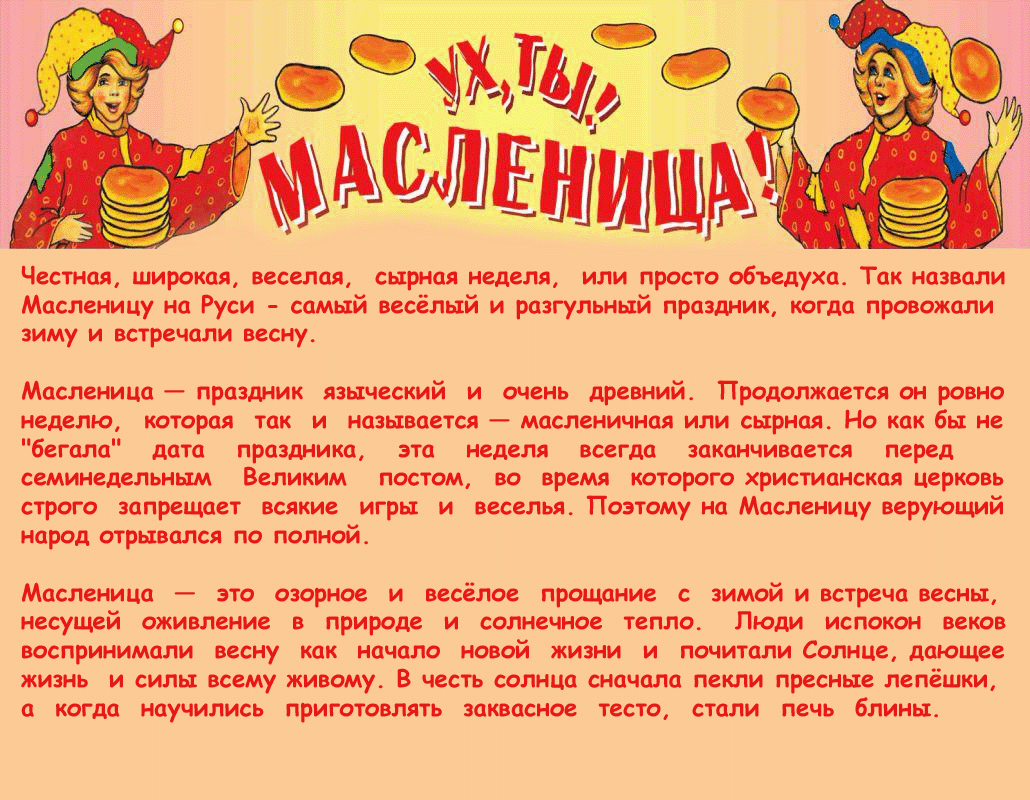 УХ, ТЫ!
МАСЛЕНИЦА!
Честная, широкая, веселая, сырная неделя, или просто объедуха. Так назвали
Масленицу на Руси - самый весёлый и разгульный праздник, когда провожали
зиму и встречали весну.
Масленица — праздник языческий и очень древний. Продолжается он ровно
неделю, которая так и называется — масленичная или сырная. Но как бы не
"бегала" дата праздника, эта неделя всегда заканчивается перед
семинедельным Великим постом, во время которого христианская церковь
строго запрещает всякие игры и веселья. Поэтому на Масленицу верующий
народ отрывался по полной.
Масленица — это озорное и весёлое прощание с зимой и встреча весны,
несущей оживление в природе и солнечное тепло. Люди испокон веков
воспринимали весну как начало новой жизни и почитали Солнце, дающее
жизнь и силы всему живому. В честь солнца сначала пекли пресные лепёшки,
а когда научились приготовлять заквасное тесто, стали печь блины.